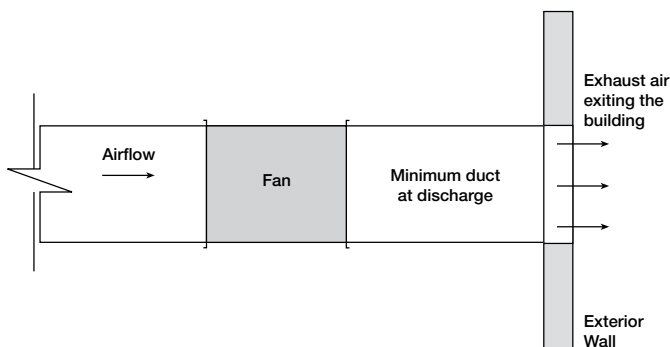 Exhaust air
exiting the
building
Airflow
Fan
Minimum duct
at discharge
Exterior
Wall